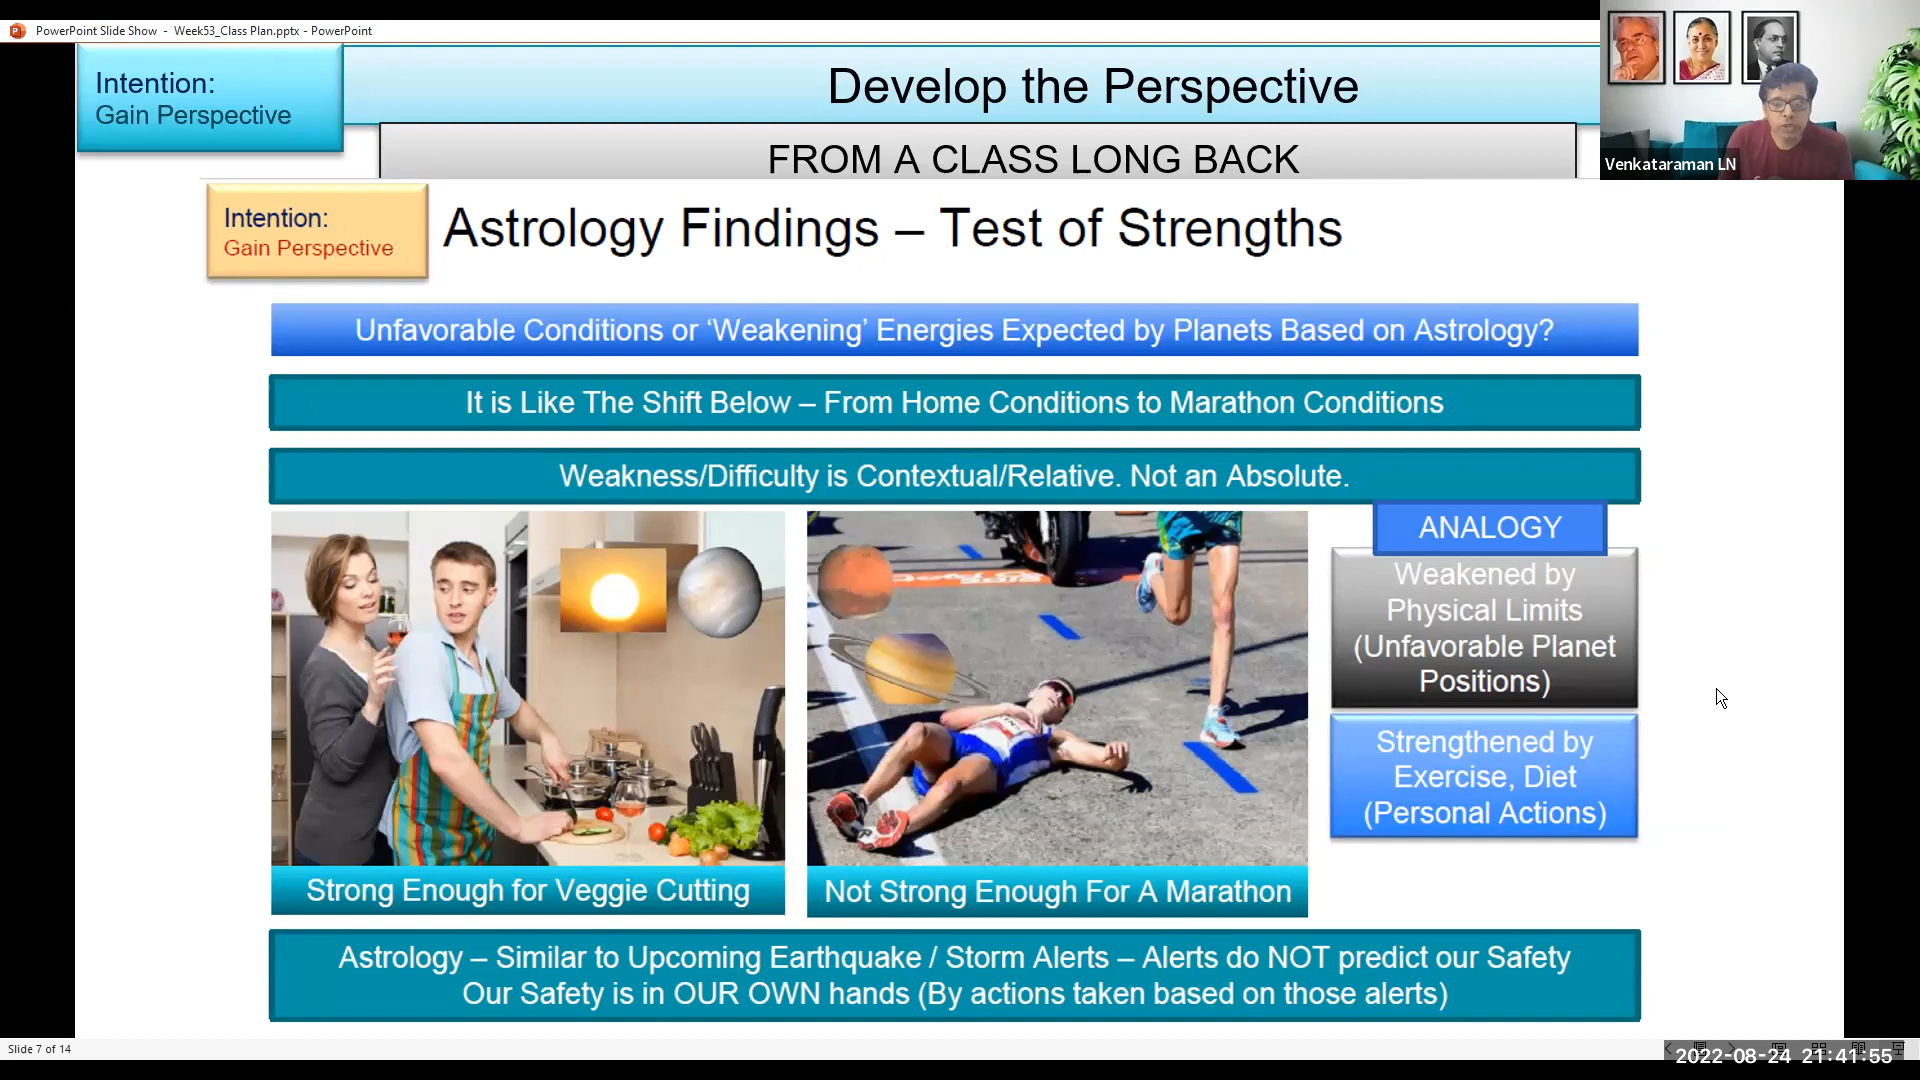 PowerPoint Slide Show - Week53_Class Plan.pptx - PowerPoint
Intention:
Gain Perspective
Develop the Perspective
FROM A CLASS LONG BACK
Venkataraman LN
Intention:
Gain Perspective
Astrology Findings – Test of Strengths
Unfavorable Conditions or ‘Weakening’ Energies Expected by Planets Based on Astrology?
It is Like The Shift Below – From Home Conditions to Marathon Conditions
Weakness/Difficulty is Contextual/Relative. Not an Absolute.
ANALOGY
Weakened by
Physical Limits
(Unfavorable Planet
Positions)
Strengthened by
Exercise, Diet
(Personal Actions)
Strong Enough for Veggie Cutting
Not Strong Enough For A Marathon
Astrology – Similar to Upcoming Earthquake / Storm Alerts – Alerts do NOT predict our Safety
Our Safety is in OUR OWN hands (By actions taken based on those alerts)
Slide 7 of 14
2022-08-24 21:41:55